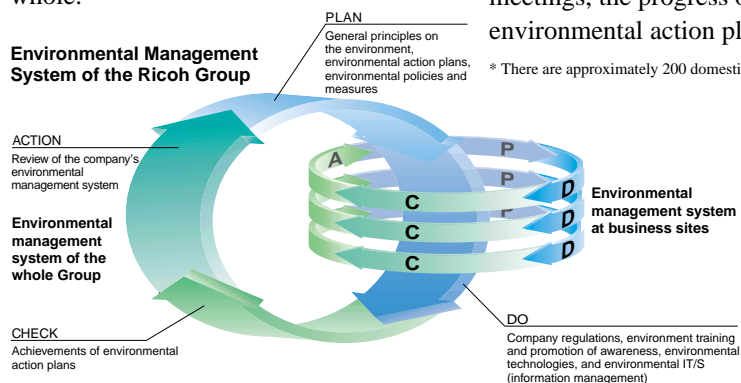 whole.
meetings, the progress o
environmental action pl
* There are approximately 200 domesti
Environmental Management
System of the Ricoh Group
PLAN
General principles on
the environment,
environmental action plans,
environmental policies and
measures
ACTION
Review of the company's
environmental
management system
Environmental
management
system of the
whole Group
CHECK
Achievements of environmental
action plans
A
P
P
P
D
D
D
C
C
C
Environmental
management system
at business sites
DO
Company regulations, environment training
and promotion of awareness, environmental
technologies, and environmental IT/S
(information management)